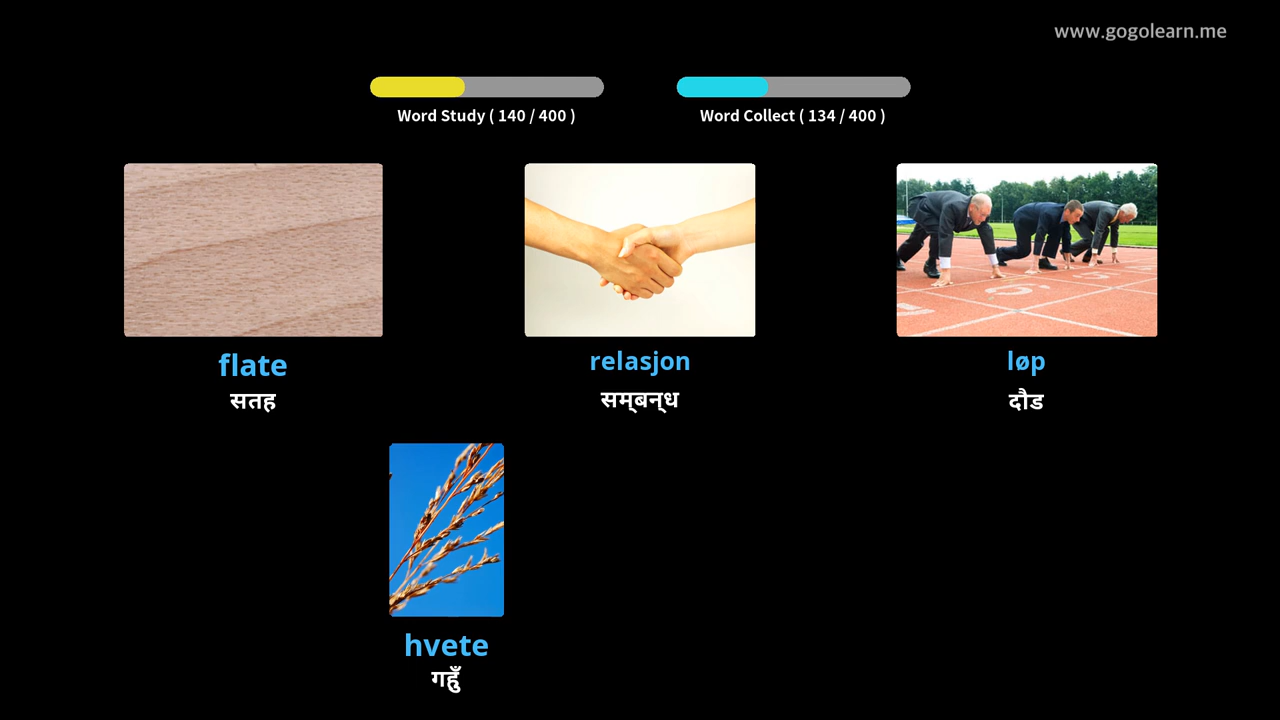 www.gogolearn.me
Word Study ( 140 / 400 )
Word Collect ( 134 / 400 )
flate
सतह
relasjon
सम्बन्ध
løp
दौड
hvete
गहुँ